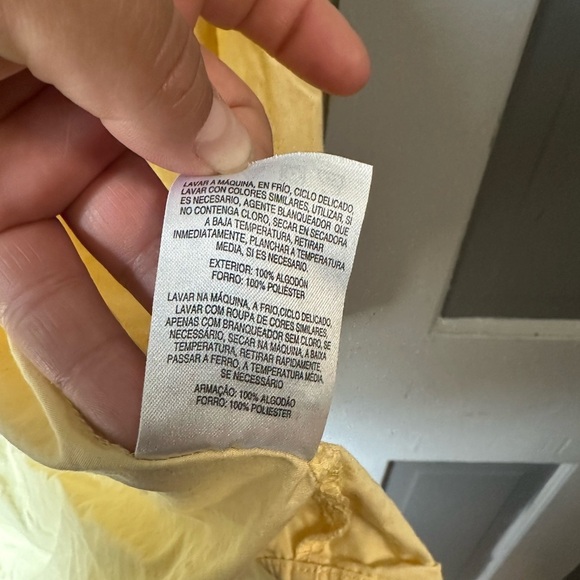 LAVAR A MÁQUINA, EN FRÍO, CICLO DELICADO,
LAVAR CON COLORES SIMILARES, UTILIZAR, SI
ES NECESARIO, AGENTE BLANQUEADOR QUE
NO CONTENGA CLORO, SECAR EN SECADORA
A BAJA TEMPERATURA, RETIRAR
INMEDIATAMENTE, PLANCHAR A TEMPERATURA
MEDIA, SI ES NECESARIO.
EXTERIOR: 100% ALGODÓN
FORRO: 100% POLIÉSTER
LAVAR NA MÁQUINA, A FRIO,CICLO DELICADO,
LAVAR COM ROUPA DE CORES SIMILARES,
APENAS COM BRANQUEADOR SEM CLORO, SE
NECESSÁRIO, SECAR NA MÁQUINA, A BAIXA
TEMPERATURA, RETIRAR RAPIDAMENTE,
PASSAR A FERRO, A TEMPERATURA MÉDIA,
SE NECESSÁRIO
ARMAÇÃO: 100% ALGODÃO
FORRO: 100% POLIESTER